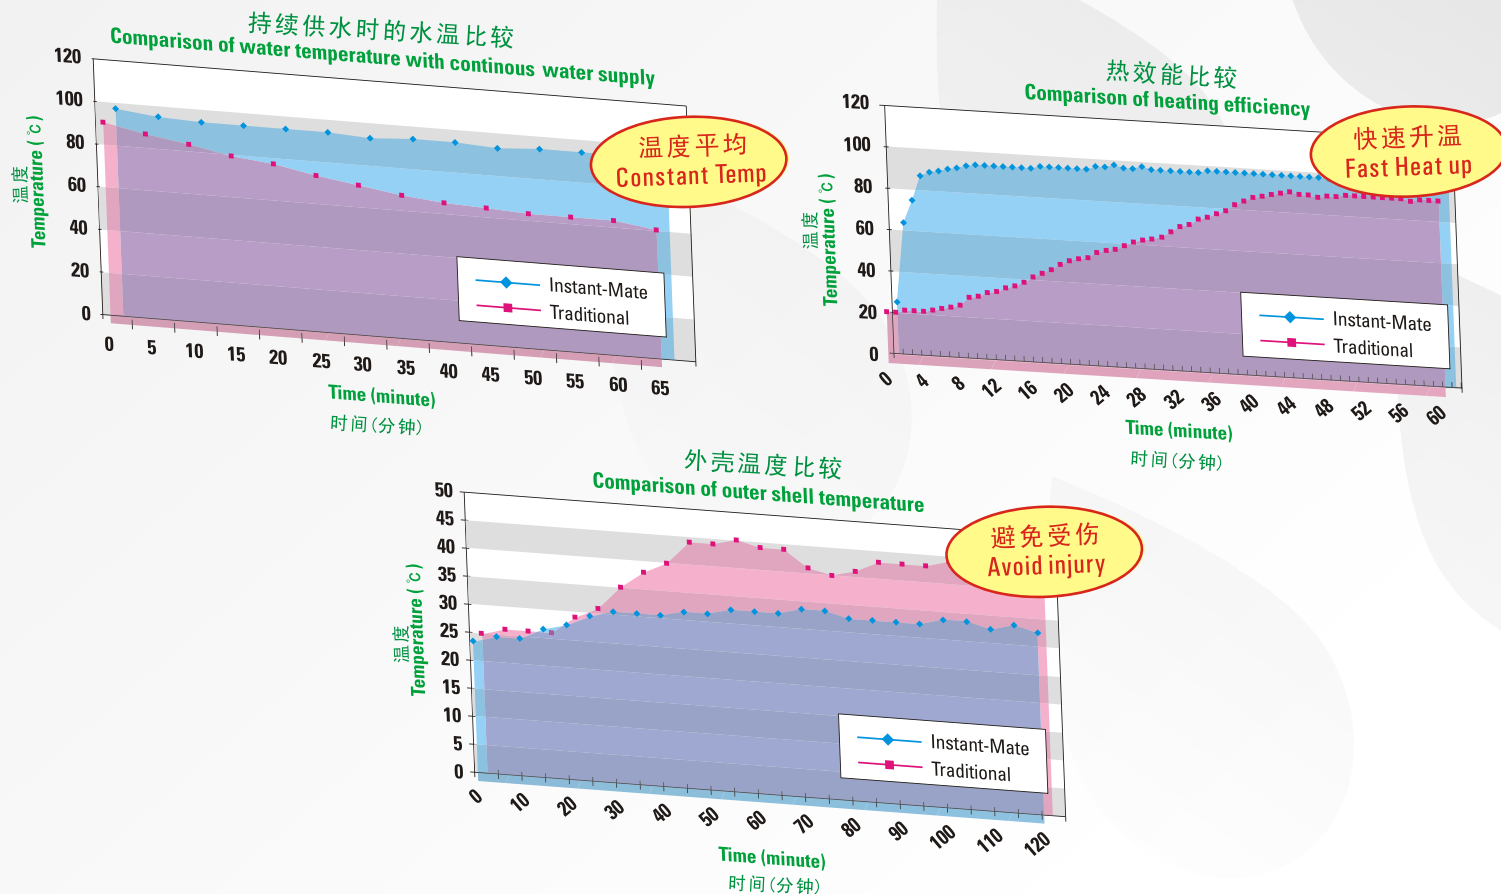 持续供水时的水温比较
Comparison of water temperature with continous water supply
温度
Temperature (℃)
120
100
80
60
40
20
0
0 5 10 15 20 25 30 35 40 45 50 55 60 65
Time (minute)
时间(分钟)
温度平均
Constant Temp
Instant-Mate
Traditional
热效能比较
Comparison of heating efficiency
温度
Temperature (℃)
120
100
80
60
40
20
0
0 4 8 12 16 20 24 28 32 36 40 44 48 52 56 60
Time (minute)
时间(分钟)
快速升温
Fast Heat up
Instant-Mate
Traditional
外壳温度比较
Comparison of outer shell temperature
温度
Temperature (℃)
50
45
40
35
30
25
20
15
10
5
0
0 10 20 30 40 50 60 70 80 90 100 110 120
Time (minute)
时间(分钟)
避免受伤
Avoid injury
Instant-Mate
Traditional